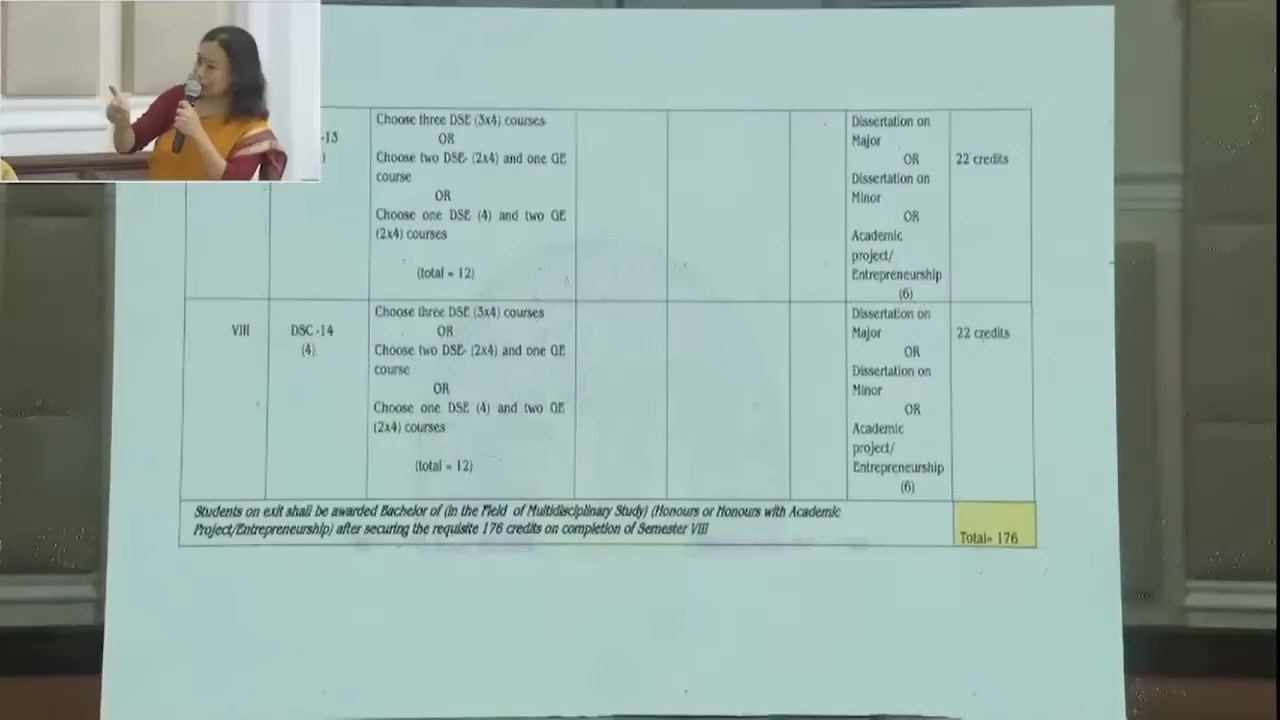 -13
)
Choose three DSE (3x4) courses
OR
Choose two DSE (2x4) and one GE
course
OR
Choose one DSE (4) and two GE
(2x4) courses
(total = 12)
Dissertation on
Major
OR
Dissertation on
Minor
OR
Academic
project/
Entrepreneurship
(6)
22 credits
VIII
DSC -14
(4)
Choose three DSE (3x4) courses
OR
Choose two DSE (2x4) and one GE
course
OR
Choose one DSE (4) and two GE
(2x4) courses
(total = 12)
Dissertation on
Major
OR
Dissertation on
Minor
OR
Academic
project/
Entrepreneurship
(6)
22 credits
Students on exit shall be awarded Bachelor of (in the Field of Multidisciplinary Study) (Honours or Honours with Academic
Project/Entrepreneurship) after securing the requisite 176 credits on completion of Semester VIII
Total= 176